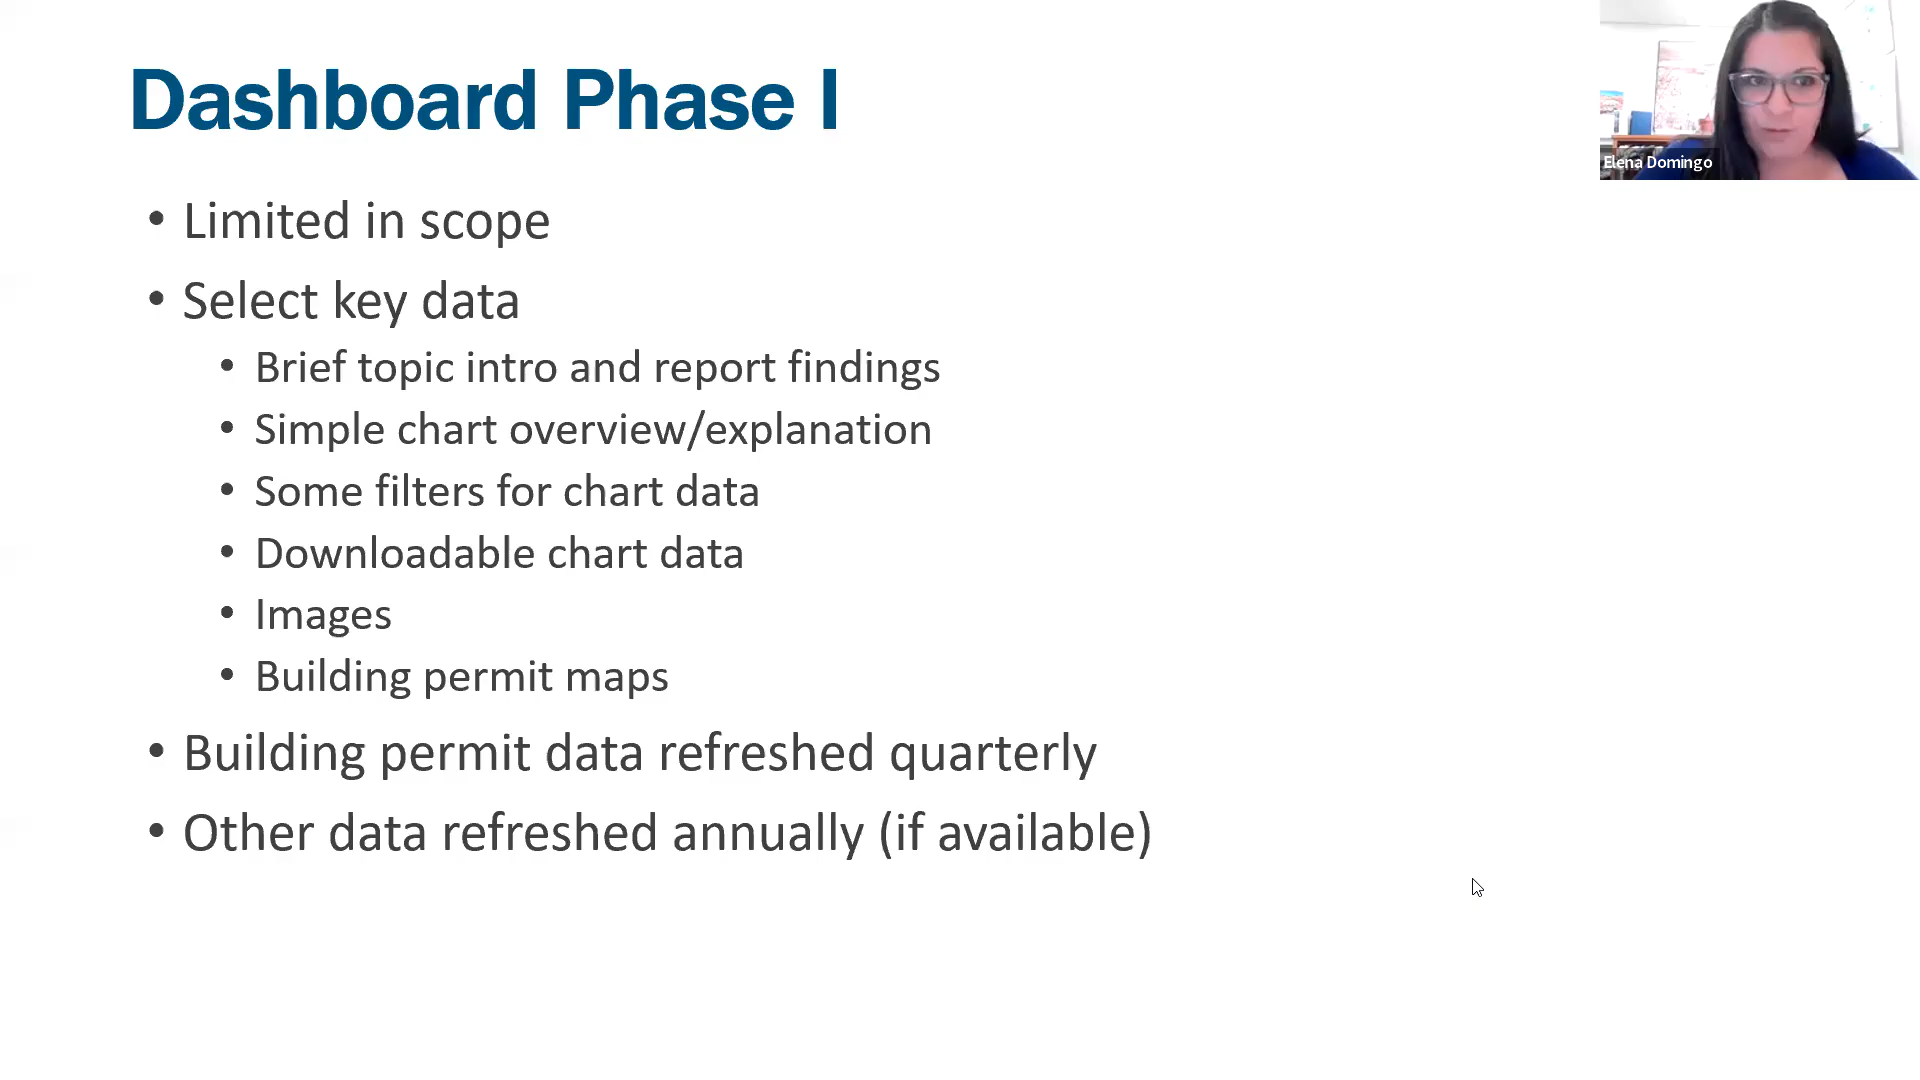 Dashboard Phase I
Elena Domingo
• Limited in scope
• Select key data
• Brief topic intro and report findings
• Simple chart overview/explanation
• Some filters for chart data
• Downloadable chart data
• Images
• Building permit maps
• Building permit data refreshed quarterly
• Other data refreshed annually (if available)